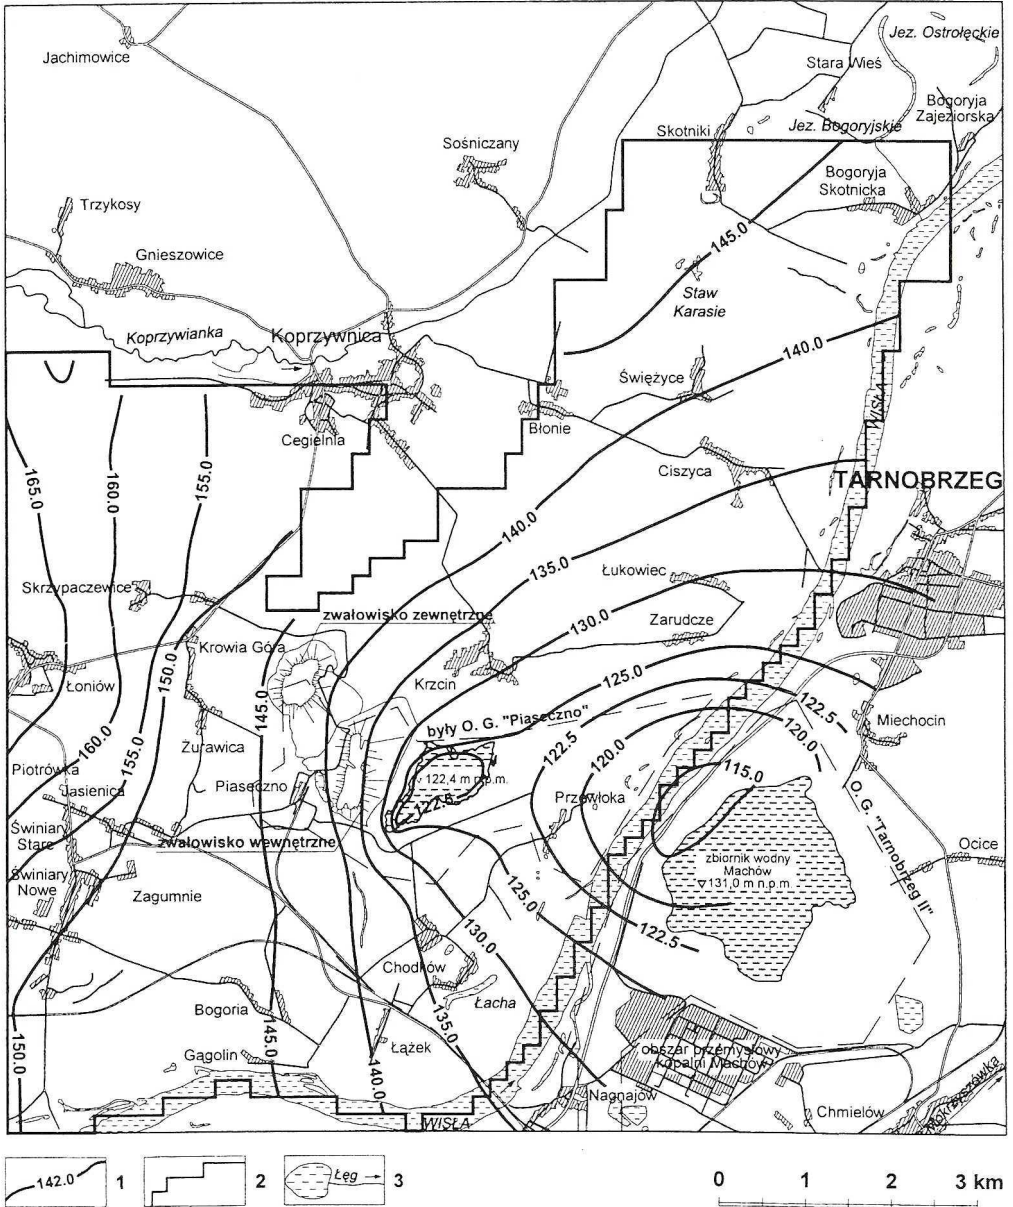 Jez. Ostrołęckie
Jachimowice
Stara Wieś
Bogoryja
Zajeziorska
Skotniki
Jez. Bogoryjskie
Sośniczany
Bogoryja
Skotnicka
Trzykosy
145.0
Gnieszowice
Staw
Karasie
Koprzywianka
Koprzywnica
140.0
Świężyce
WISŁA
Błonie
Cegielnia
Ciszyca
165.0
160.0
155.0
TARNOBRZEG
140.0
135.0
Łukowiec
Skrzypaczewice
zwałowisko zewnętrzne
130.0
Zarudcze
Krowia Góra
150.0
Łoniów
145.0
Krzcin
125.0
122.5
były O. G. "Piaseczno"
Miechocin
160.0
155.0
Żurawica
122.5
120.0
120.0
Piotrówka
Jasienica
Piaseczno
122,4 m n.p.m.
115.0
122.5
Przewłoka
O. G. "Tarnobrzeg II"
Świniary
Stare
zwałowisko wewnętrzne
Ocice
zbiornik wodny
Machów
131,0 m n.p.m
Świniary
Nowe
Zagumnie
125.0
122.5
130.0
Chodków
Łacha
Bogoria
135.0
150.0
145.0
Gągolin
Łążek
obszar przemysłowy
kopalni Machów
140.0
Nagnajów
Mokrzyszówka
Chmielów
WISŁA
142.0 1
2
Łęg 3
0 1 2 3 km